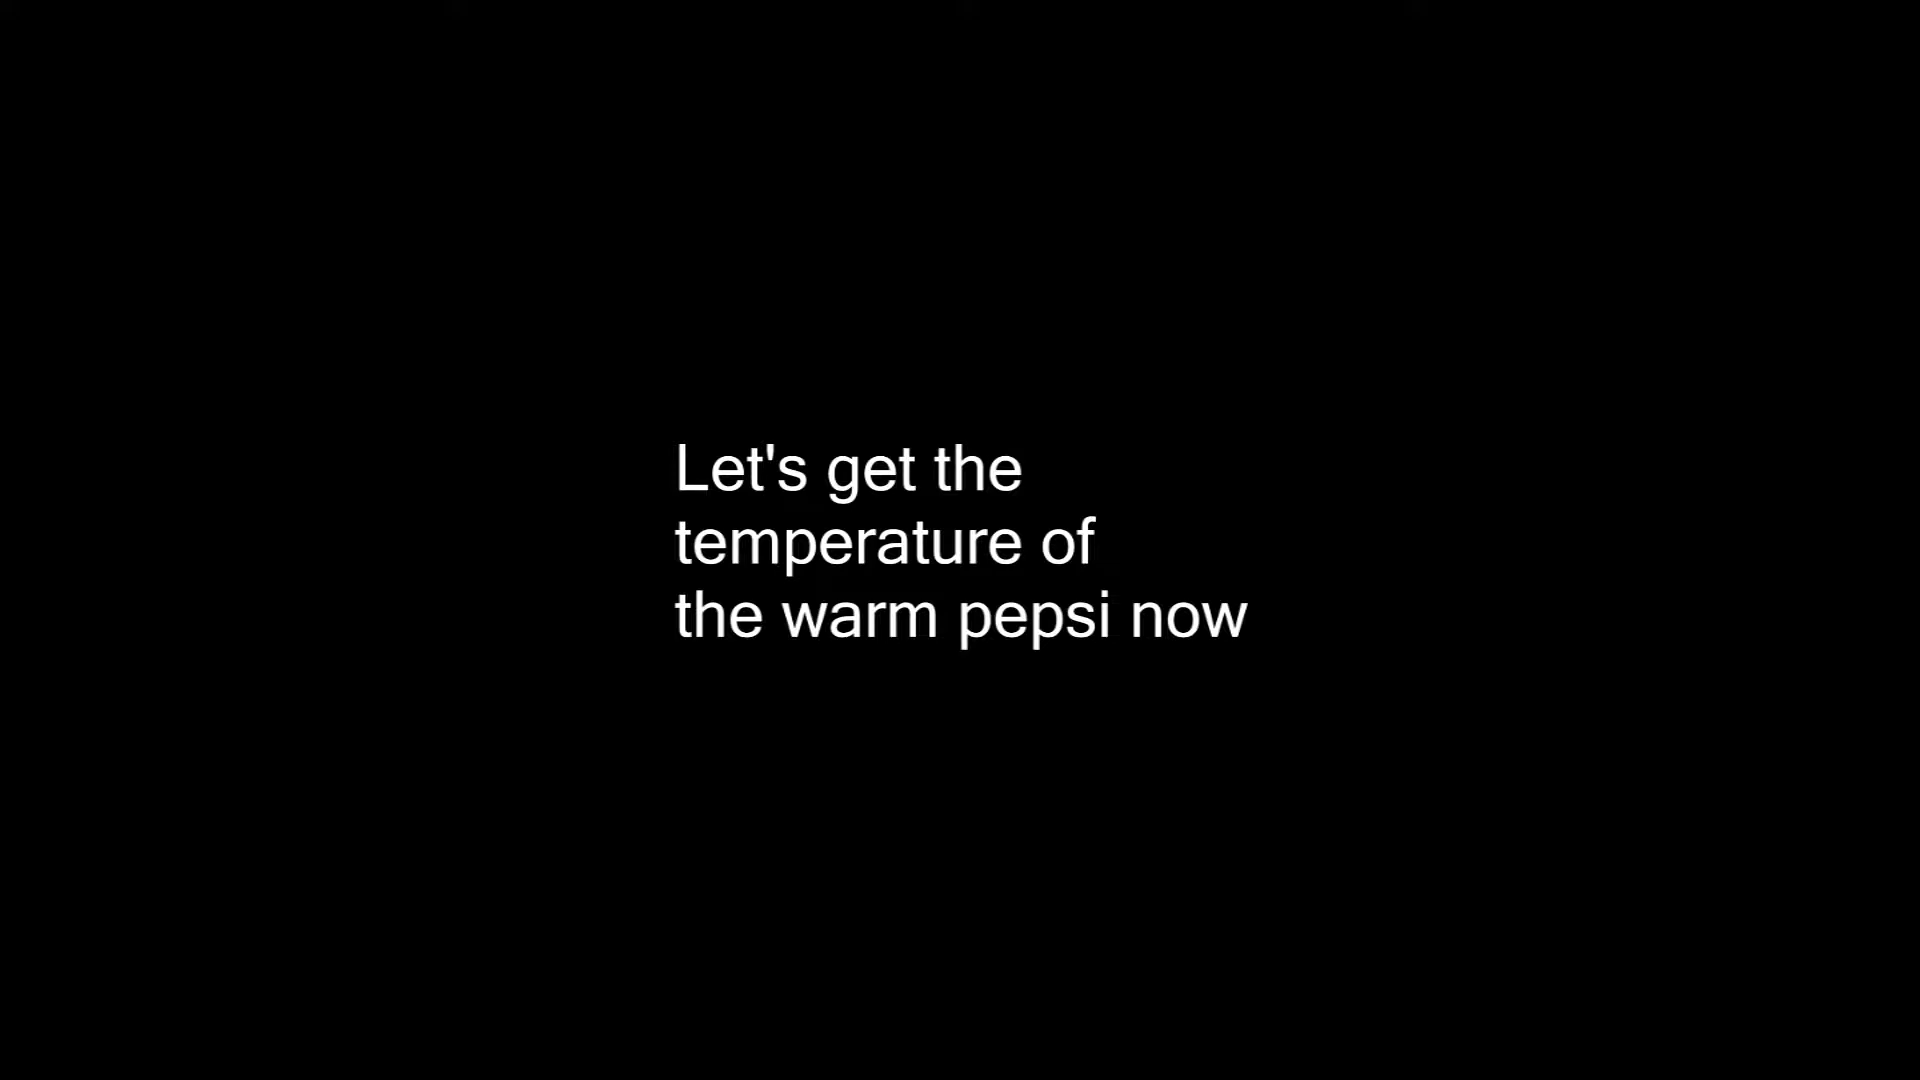 Let's get the
temperature of
the warm pepsi now